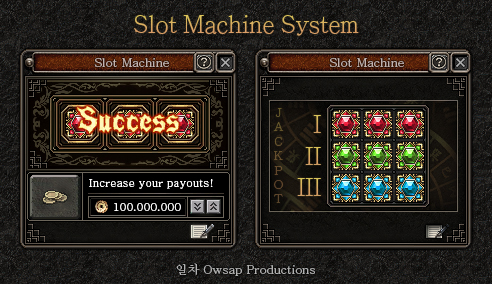 Slot Machine System
Slot Machine ?
Success
Increase your payouts!
100.000.000
Slot Machine ?
JACKPOT
I
II
III
일차 Owsap Productions